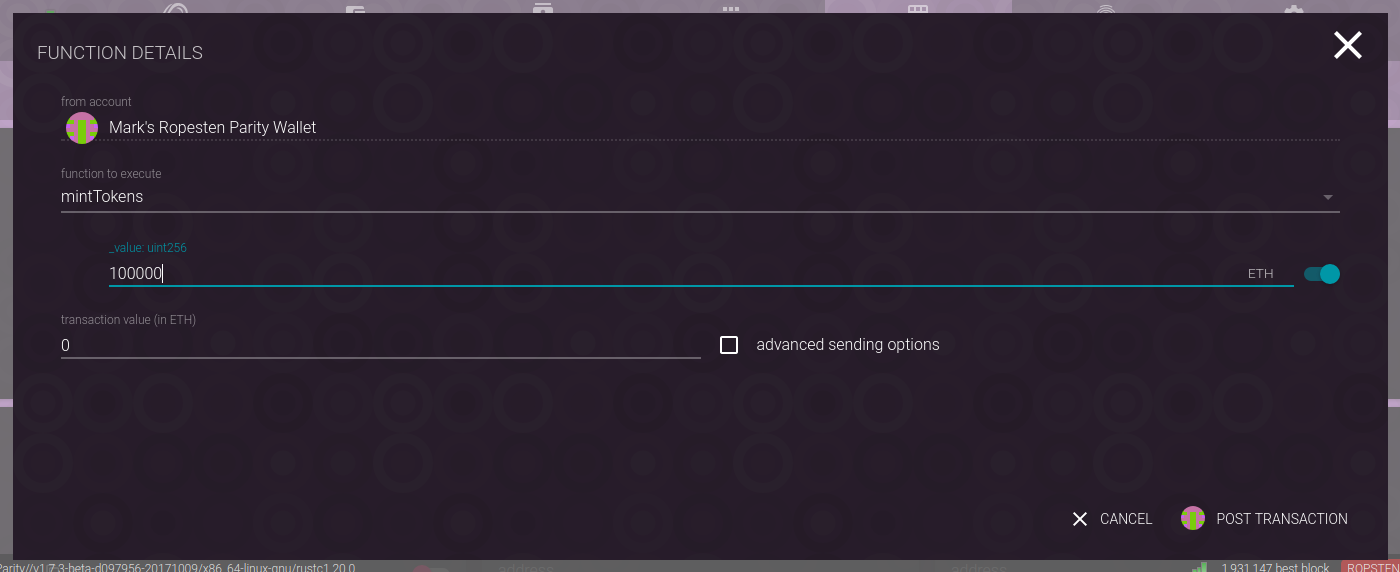 FUNCTION DETAILS
from account
Mark's Ropesten Parity Wallet
function to execute
mintTokens
_value: uint256
100000
ETH
transaction value (in ETH)
0
advanced sending options
CANCEL
POST TRANSACTION
Parity//v1.7.3-beta-d097956-20171009/x86_64-linux-gnu/rustc1.20.0
address
address
1,931,147 best block
ROPSTEN